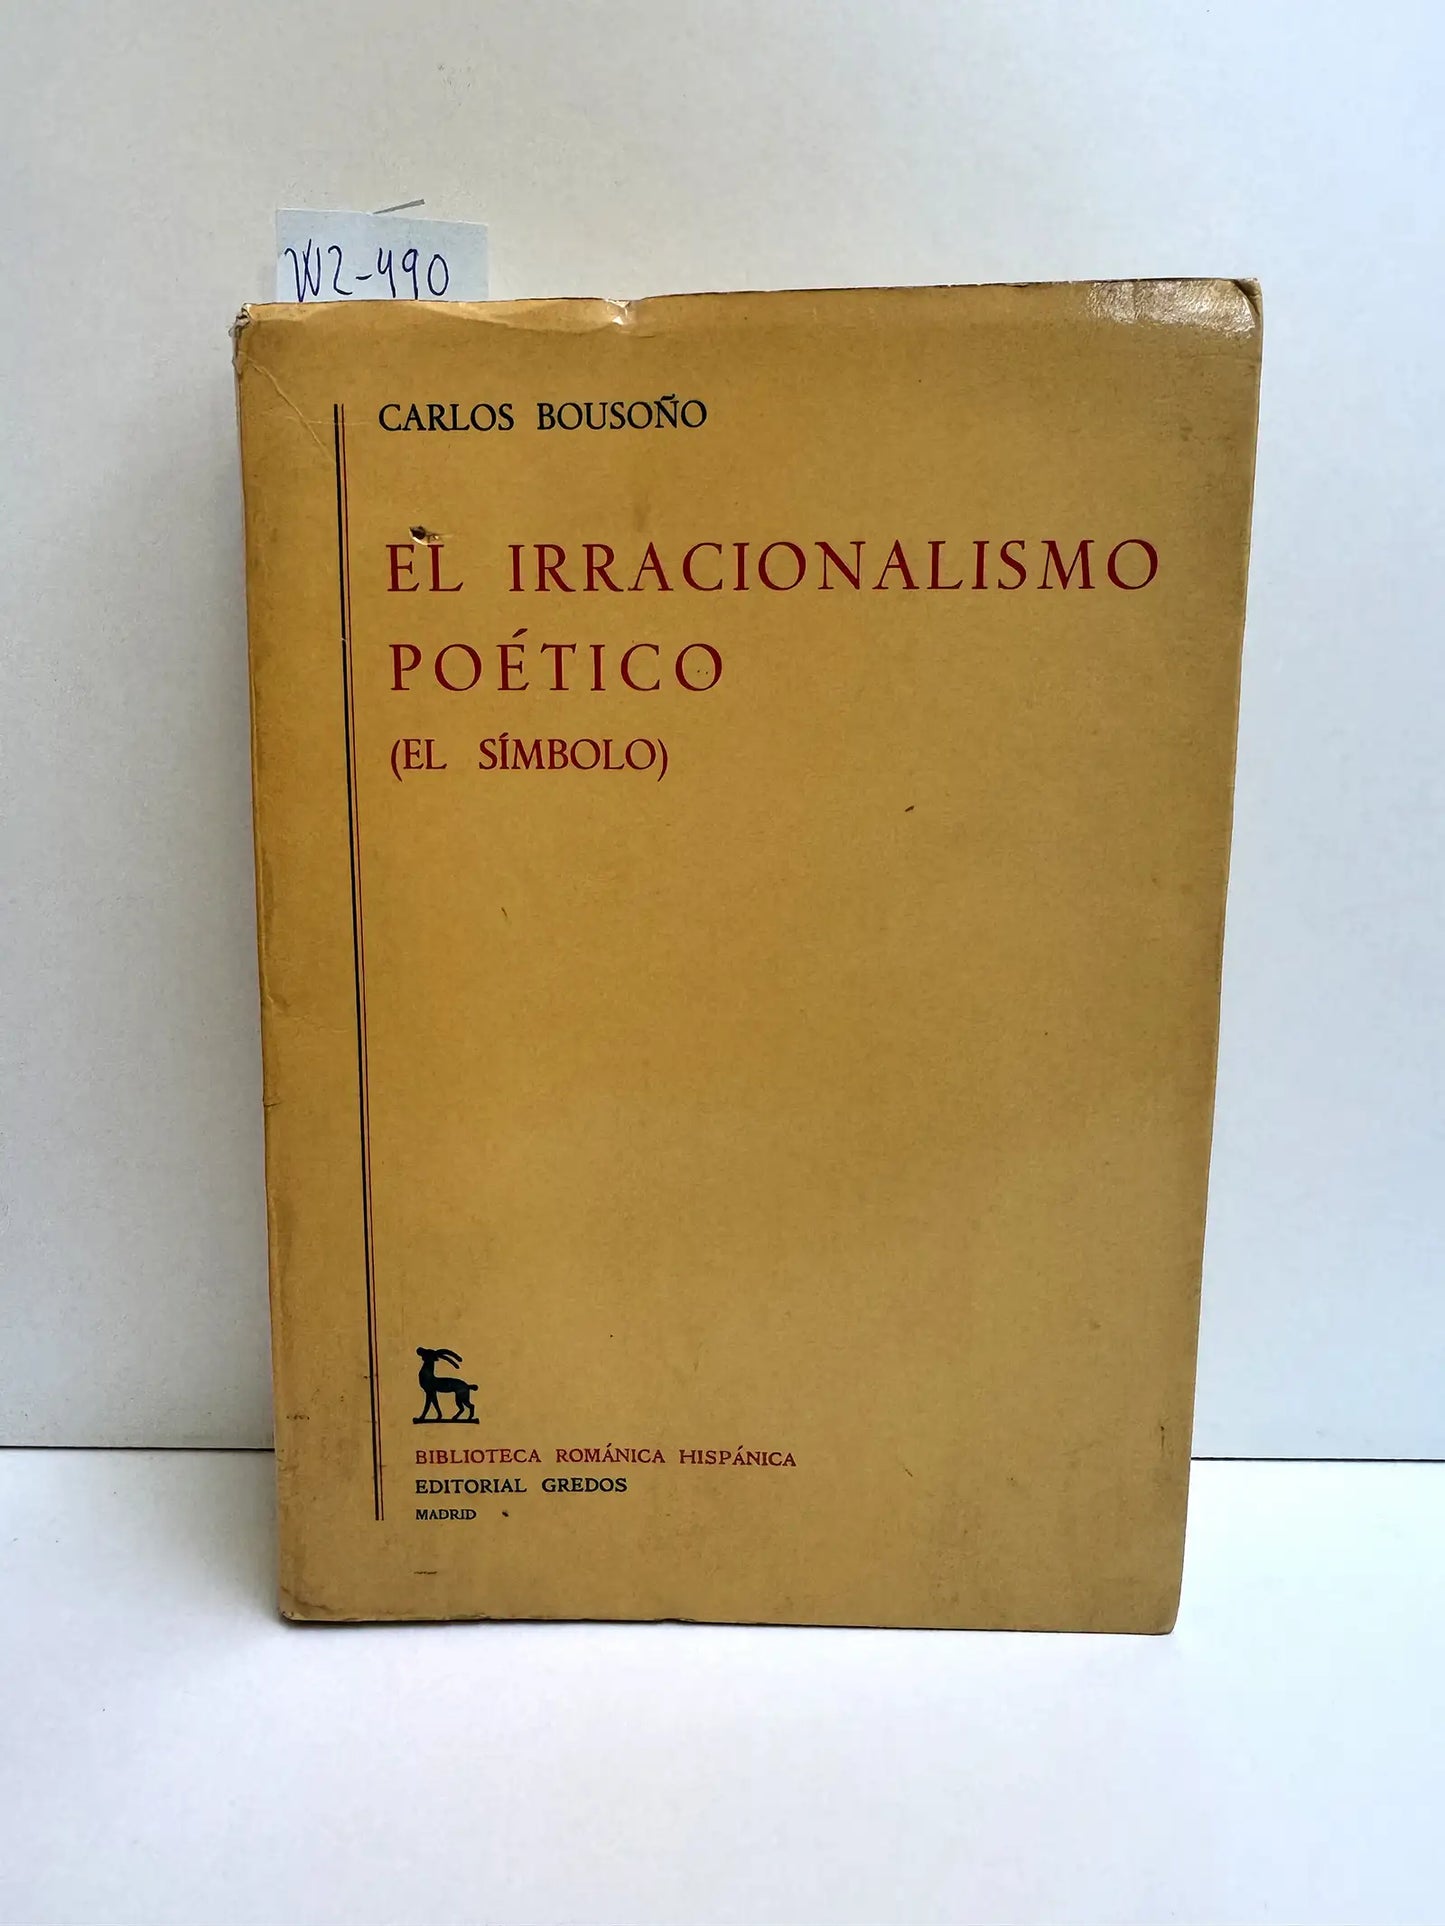 W2-490
CARLOS BOUSOÑO
EL IRRACIONALISMO
POÉTICO
(EL SÍMBOLO)
BIBLIOTECA ROMÁNICA HISPÁNICA
EDITORIAL GREDOS
MADRID